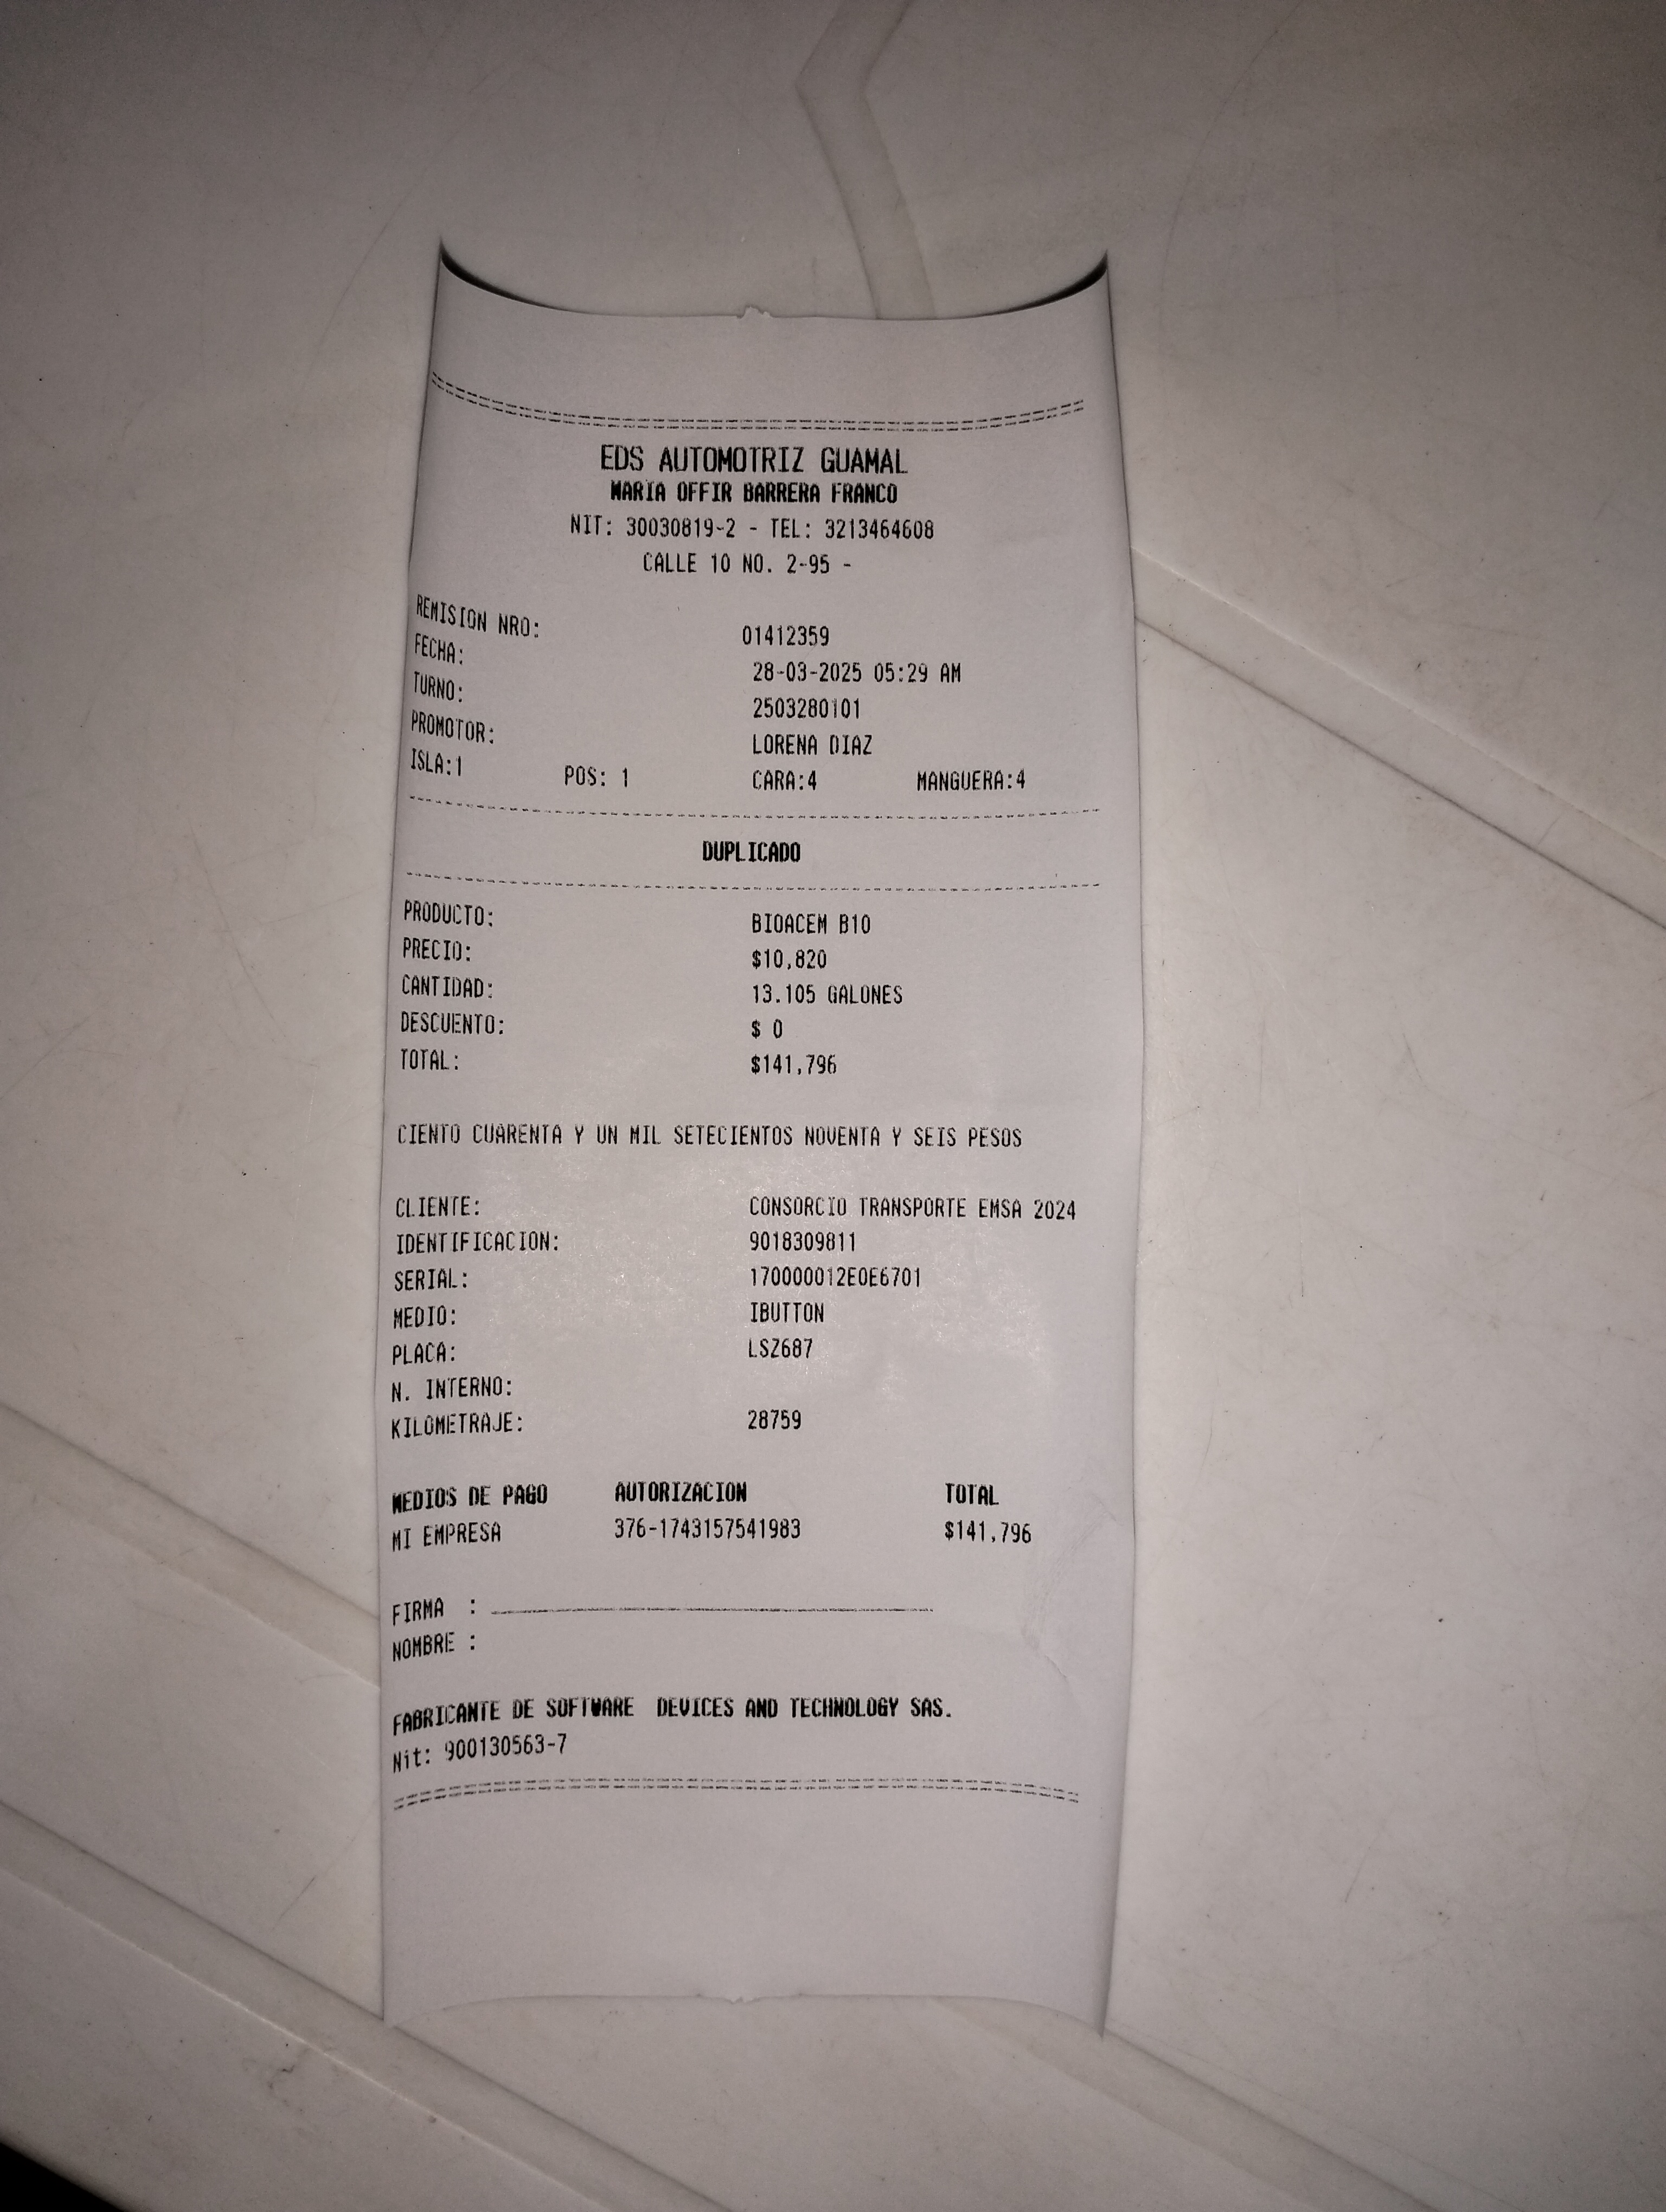 EDS AUTOMOTRIZ GUAMAL
MARIA OFFIR BARRERA FRANCO
NIT: 30030819-2 - TEL: 3213464608
CALLE 10 NO. 2-95 -
REMISION NRO: 01412359
FECHA: 28-03-2025 05:29 AM
TURNO: 2503280101
PROMOTOR: LORENA DIAZ
ISLA:1 POS: 1 CARA:4 MANGUERA:4
DUPLICADO
PRODUCTO: BIOACEM B10
PRECIO: $10,820
CANTIDAD: 13.105 GALONES
DESCUENTO: $ 0
TOTAL: $141,796
CIENTO CUARENTA Y UN MIL SETECIENTOS NOVENTA Y SEIS PESOS
CLIENTE: CONSORCIO TRANSPORTE EMSA 2024
IDENTIFICACION: 9018309811
SERIAL: 170000012E0E6701
MEDIO: IBUTTON
PLACA: LSZ687
N. INTERNO:
KILOMETRAJE: 28759
MEDIOS DE PAGO AUTORIZACION TOTAL
MI EMPRESA 376-1743157541983 $141,796
FIRMA :
NOMBRE :
FABRICANTE DE SOFTWARE DEVICES AND TECHNOLOGY SAS.
Nit: 900130563-7